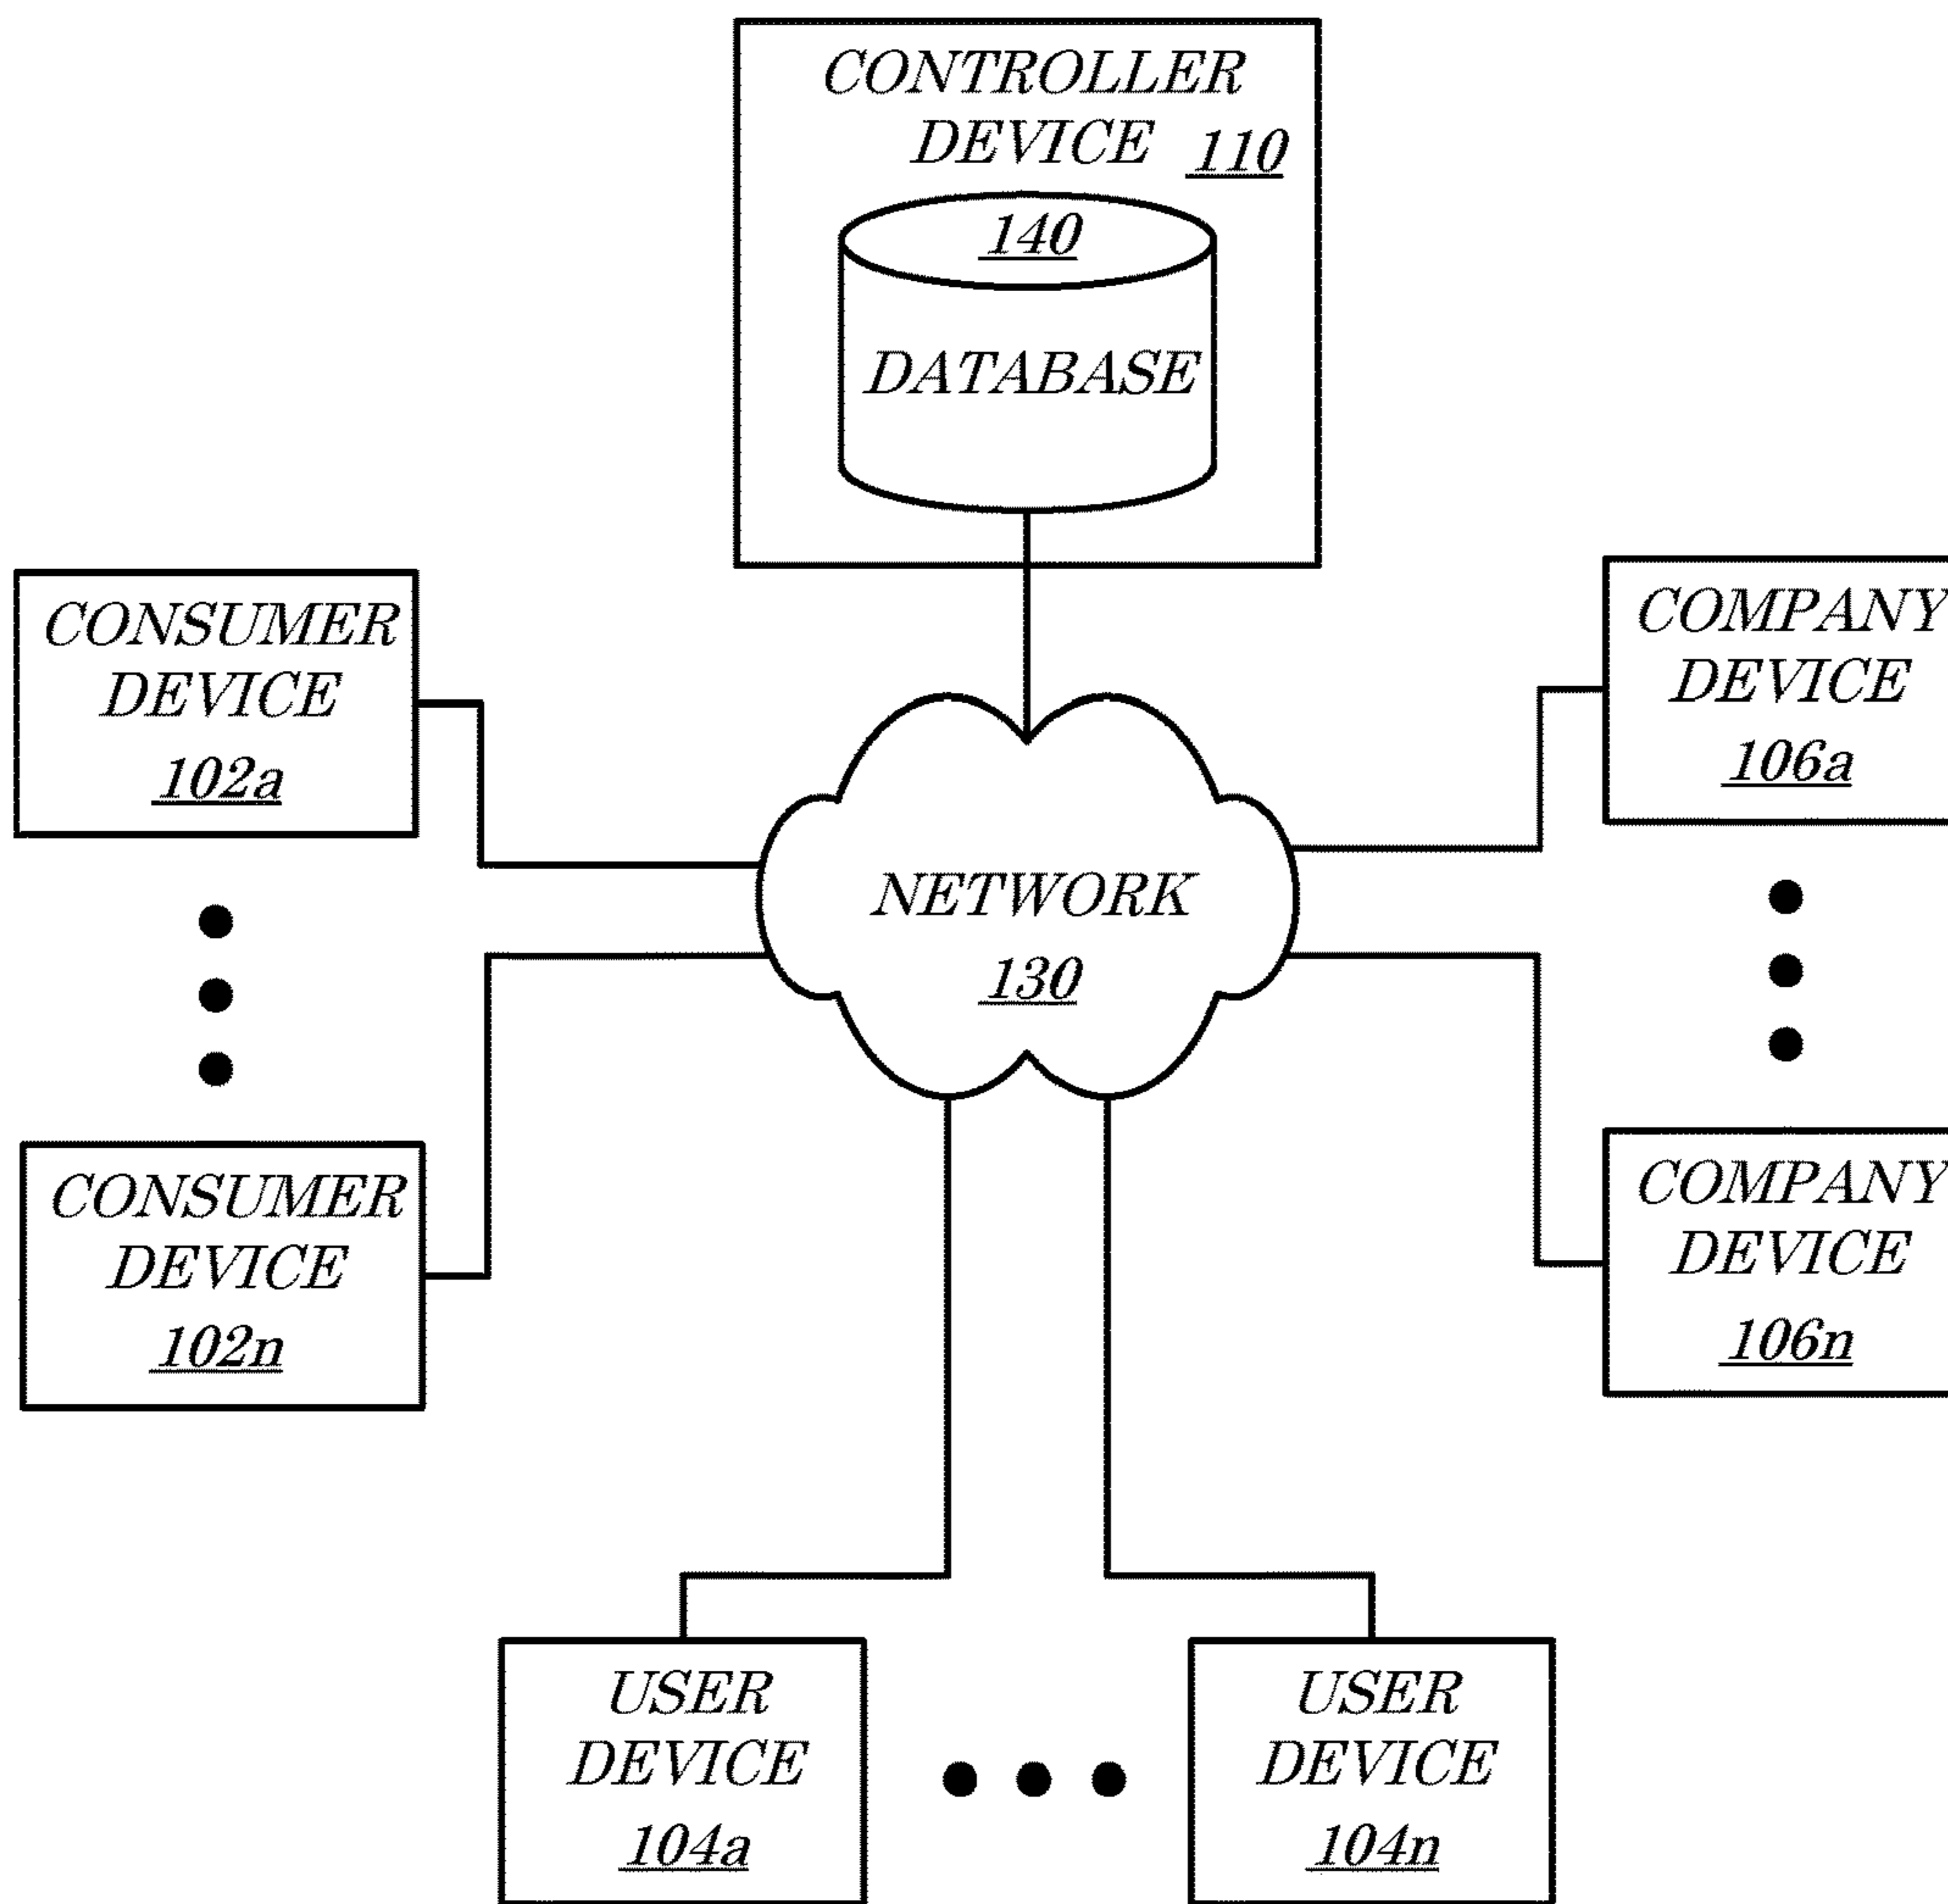 CONTROLLER
DEVICE 110
140
DATABASE
CONSUMER
DEVICE
102a
COMPANY
DEVICE
106a
NETWORK
130
CONSUMER
DEVICE
102n
COMPANY
DEVICE
106n
USER
DEVICE
104a
USER
DEVICE
104n